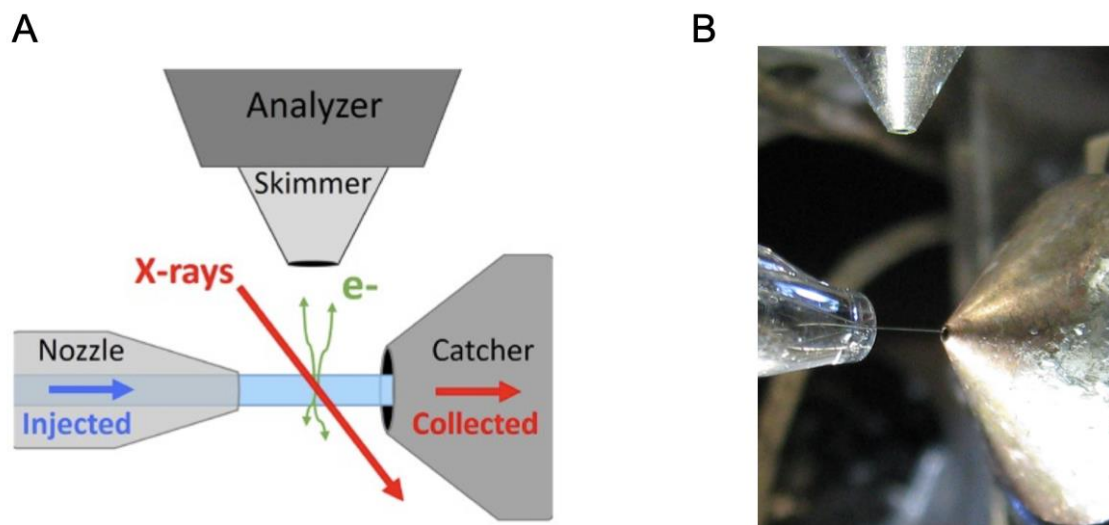 A
B
Analyzer
Skimmer
X-rays
e-
Nozzle
Catcher
Injected
Collected